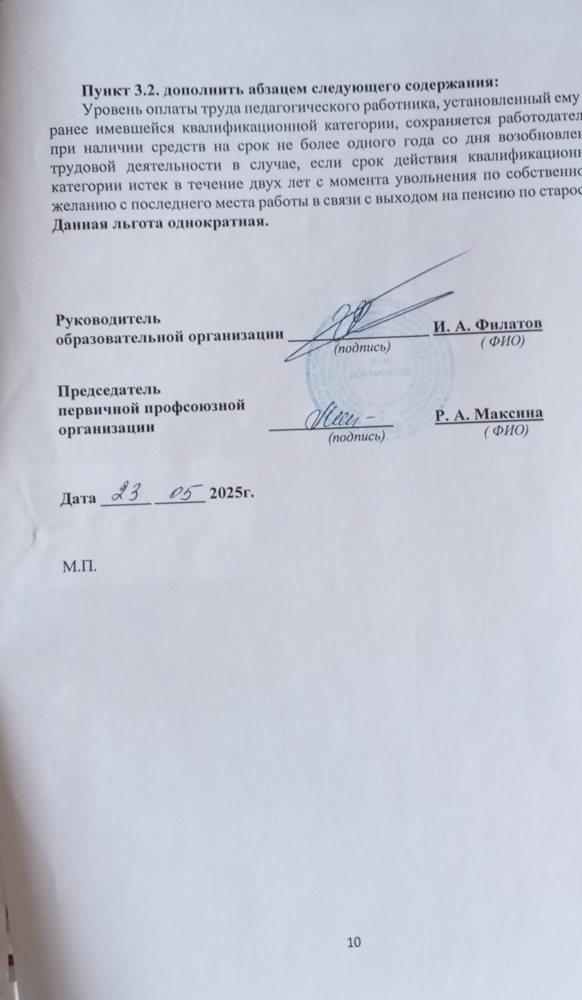 Пункт 3.2. дополнить абзацем следующего содержания:
Уровень оплаты труда педагогического работника, установленный ему
ранее имевшейся квалификационной категории, сохраняется работодател
при наличии средств на срок не более одного года со дня возобновлен
трудовой деятельности в случае, если срок действия квалификационн
категории истек в течение двух лет с момента увольнения по собственно
желанию с последнего места работы в связи с выходом на пенсию по старос
Данная льгота однократная.
Руководитель
образовательной организации И. А. Филатов
(подпись) ( ФИО)
ДЛЯ
ДОКУМЕНТОВ
Председатель
первичной профсоюзной
организации Р. А. Максина
(подпись) ( ФИО)
Дата 23 05 2025г.
М.П.
10